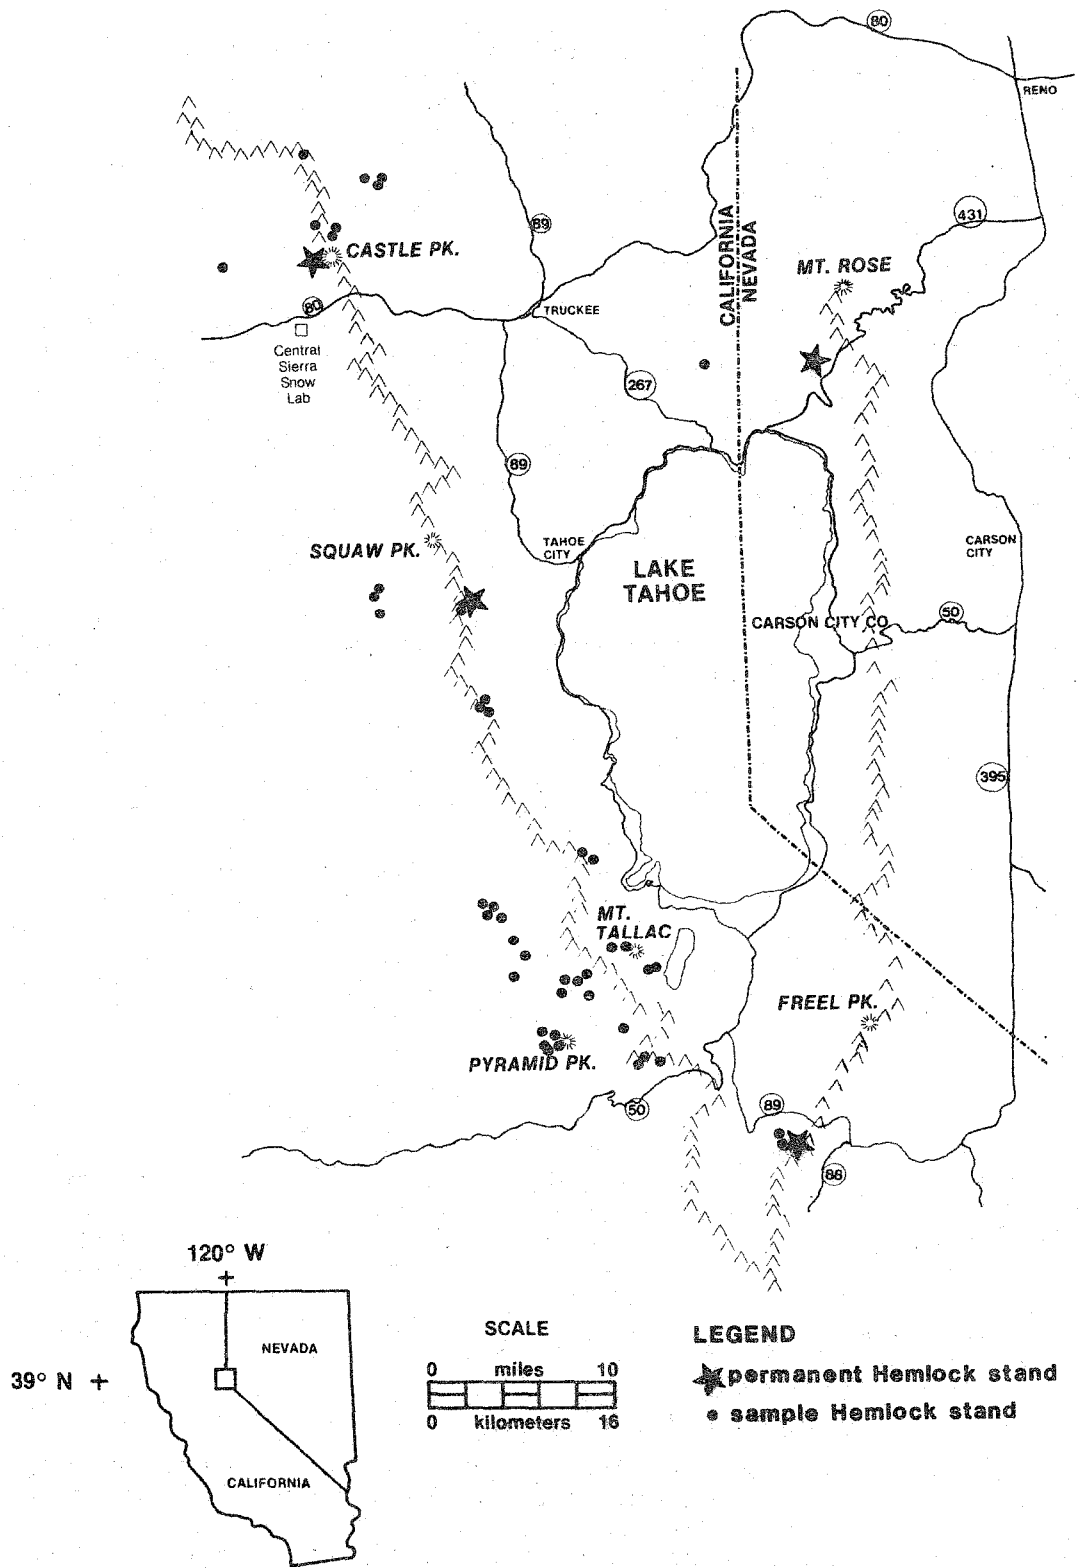 80
RENO
89
431
CALIFORNIA
NEVADA
CASTLE PK.
MT. ROSE
80
TRUCKEE
Central
Sierra
Snow
Lab
267
89
SQUAW PK.
TAHOE
CITY
CARSON
CITY
LAKE
TAHOE
CARSON CITY CO
50
395
MT.
TALLAC
FREEL PK.
PYRAMID PK.
50
89
88
120° W
39° N
NEVADA
CALIFORNIA
SCALE
0 miles 10
0 kilometers 16
LEGEND
permanent Hemlock stand
sample Hemlock stand